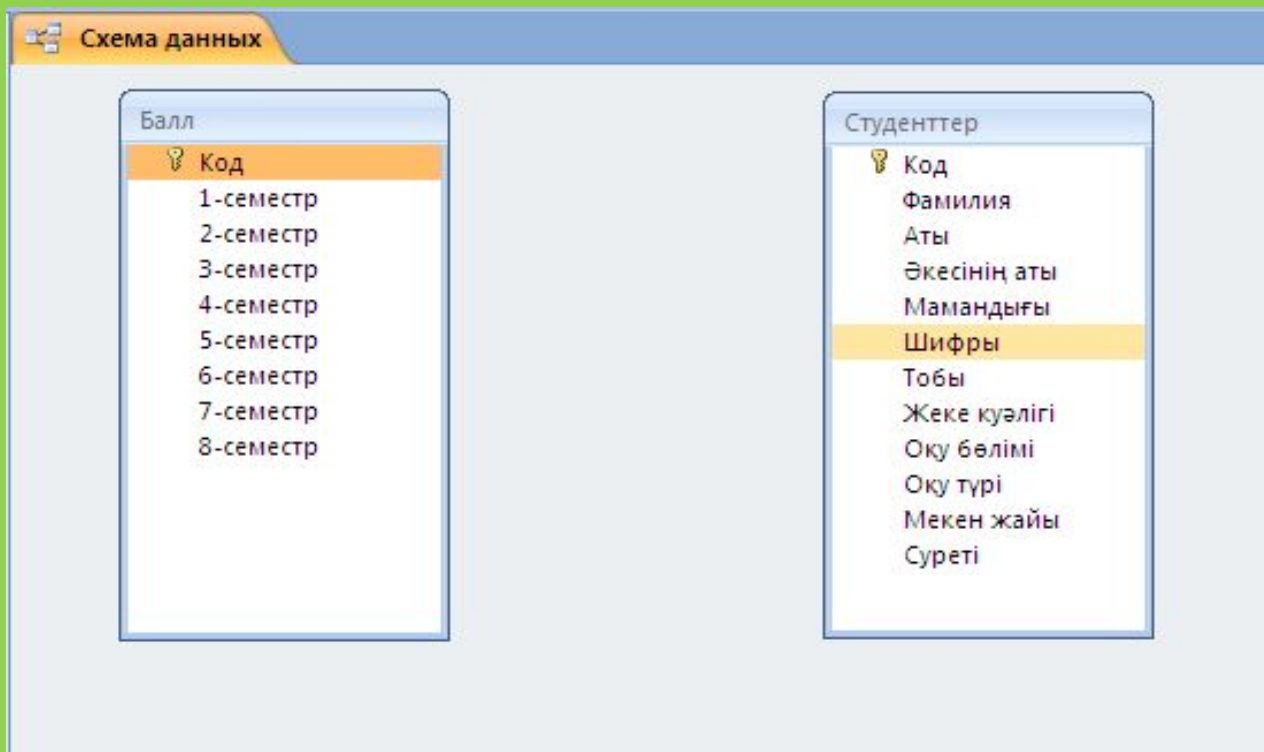 Схема данных
Балл
Код
1-семестр
2-семестр
3-семестр
4-семестр
5-семестр
6-семестр
7-семестр
8-семестр
Студенттер
Код
Фамилия
Аты
Әкесінің аты
Мамандығы
Шифры
Тобы
Жеке куәлігі
Оқу бөлімі
Оқу түрі
Мекен жайы
Суреті